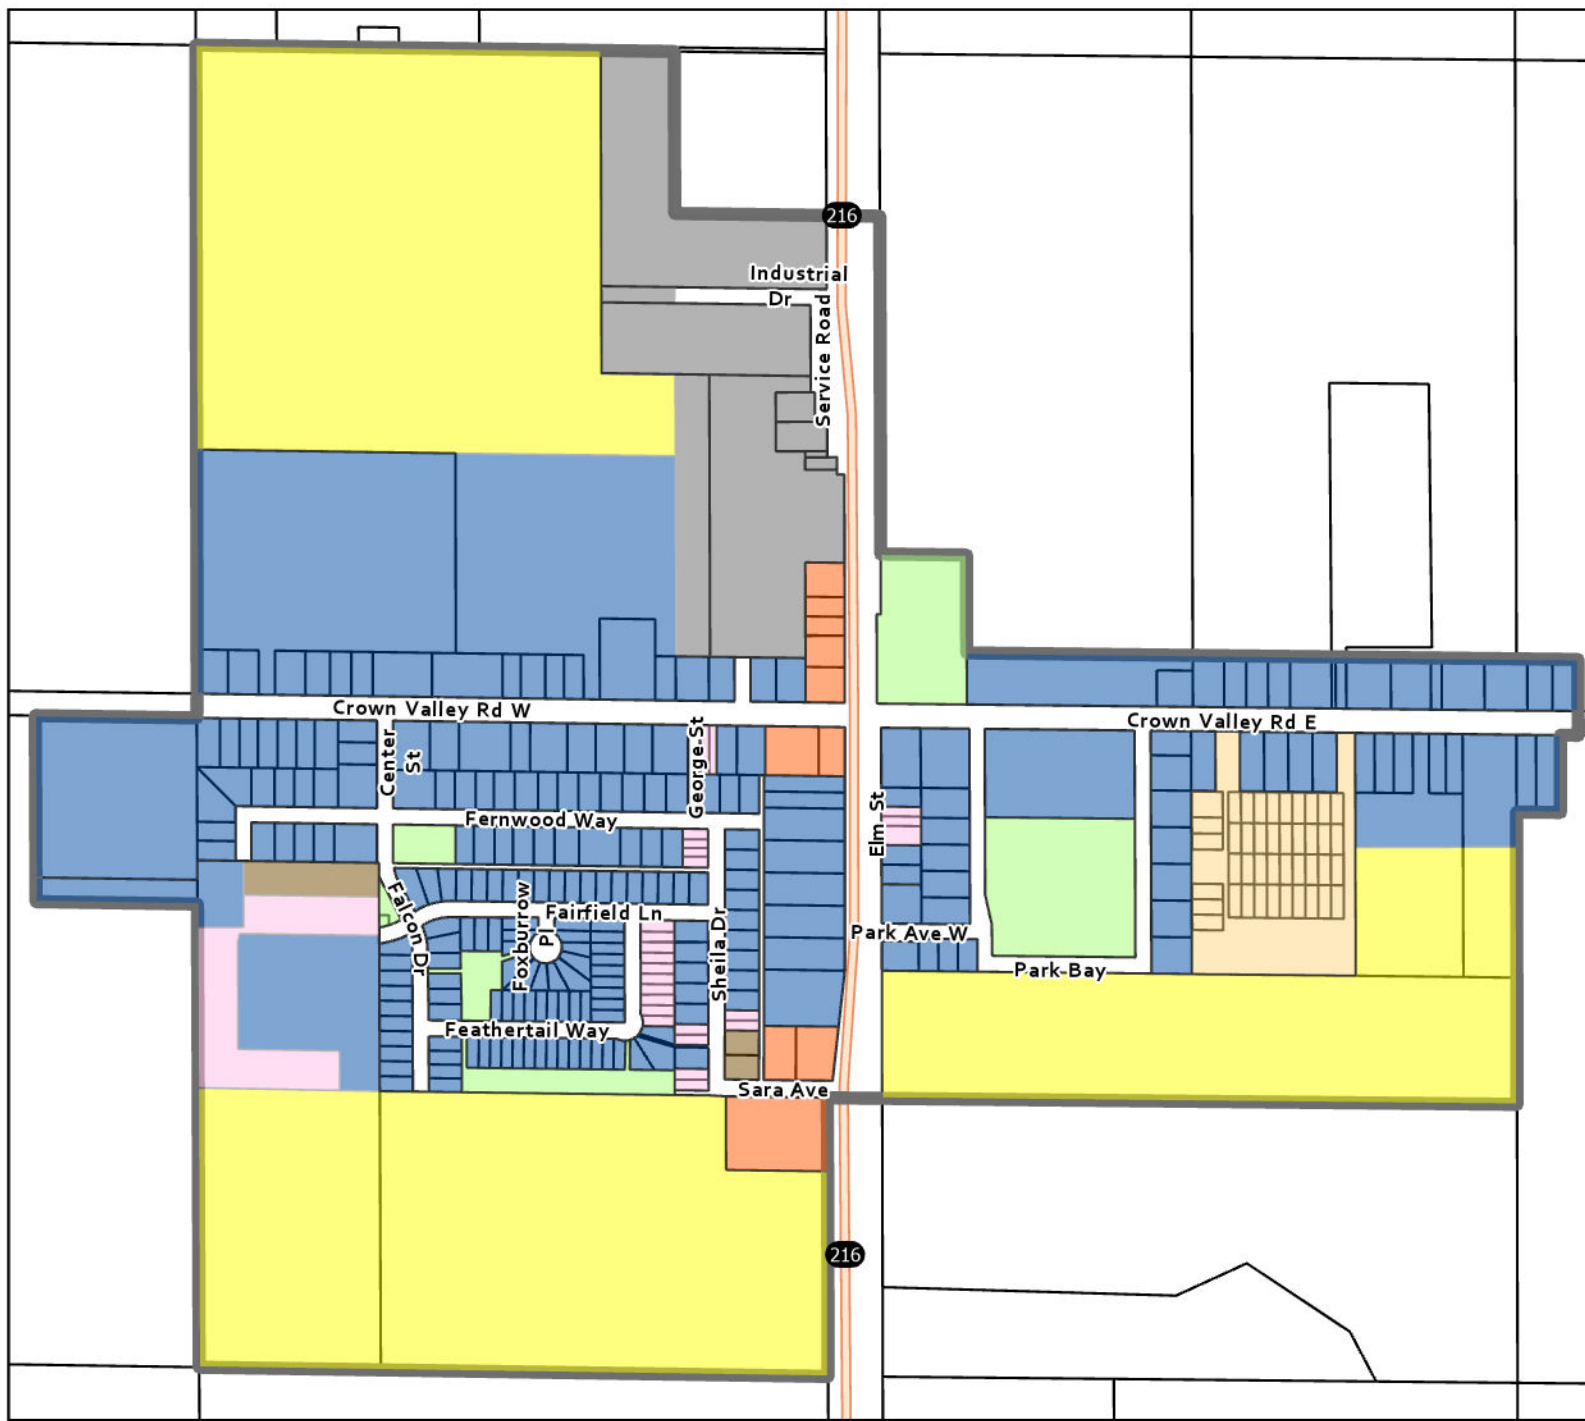 216
Industrial
Dr
Service Road
Crown Valley Rd W
Crown Valley Rd E
Center
St
George St
Fernwood Way
Elm St
Falcon Dr
Foxburrow
Pl
Fairfield Ln
Sheila Dr
Park Ave W
Park Bay
Feathertail Way
Sara Ave
216